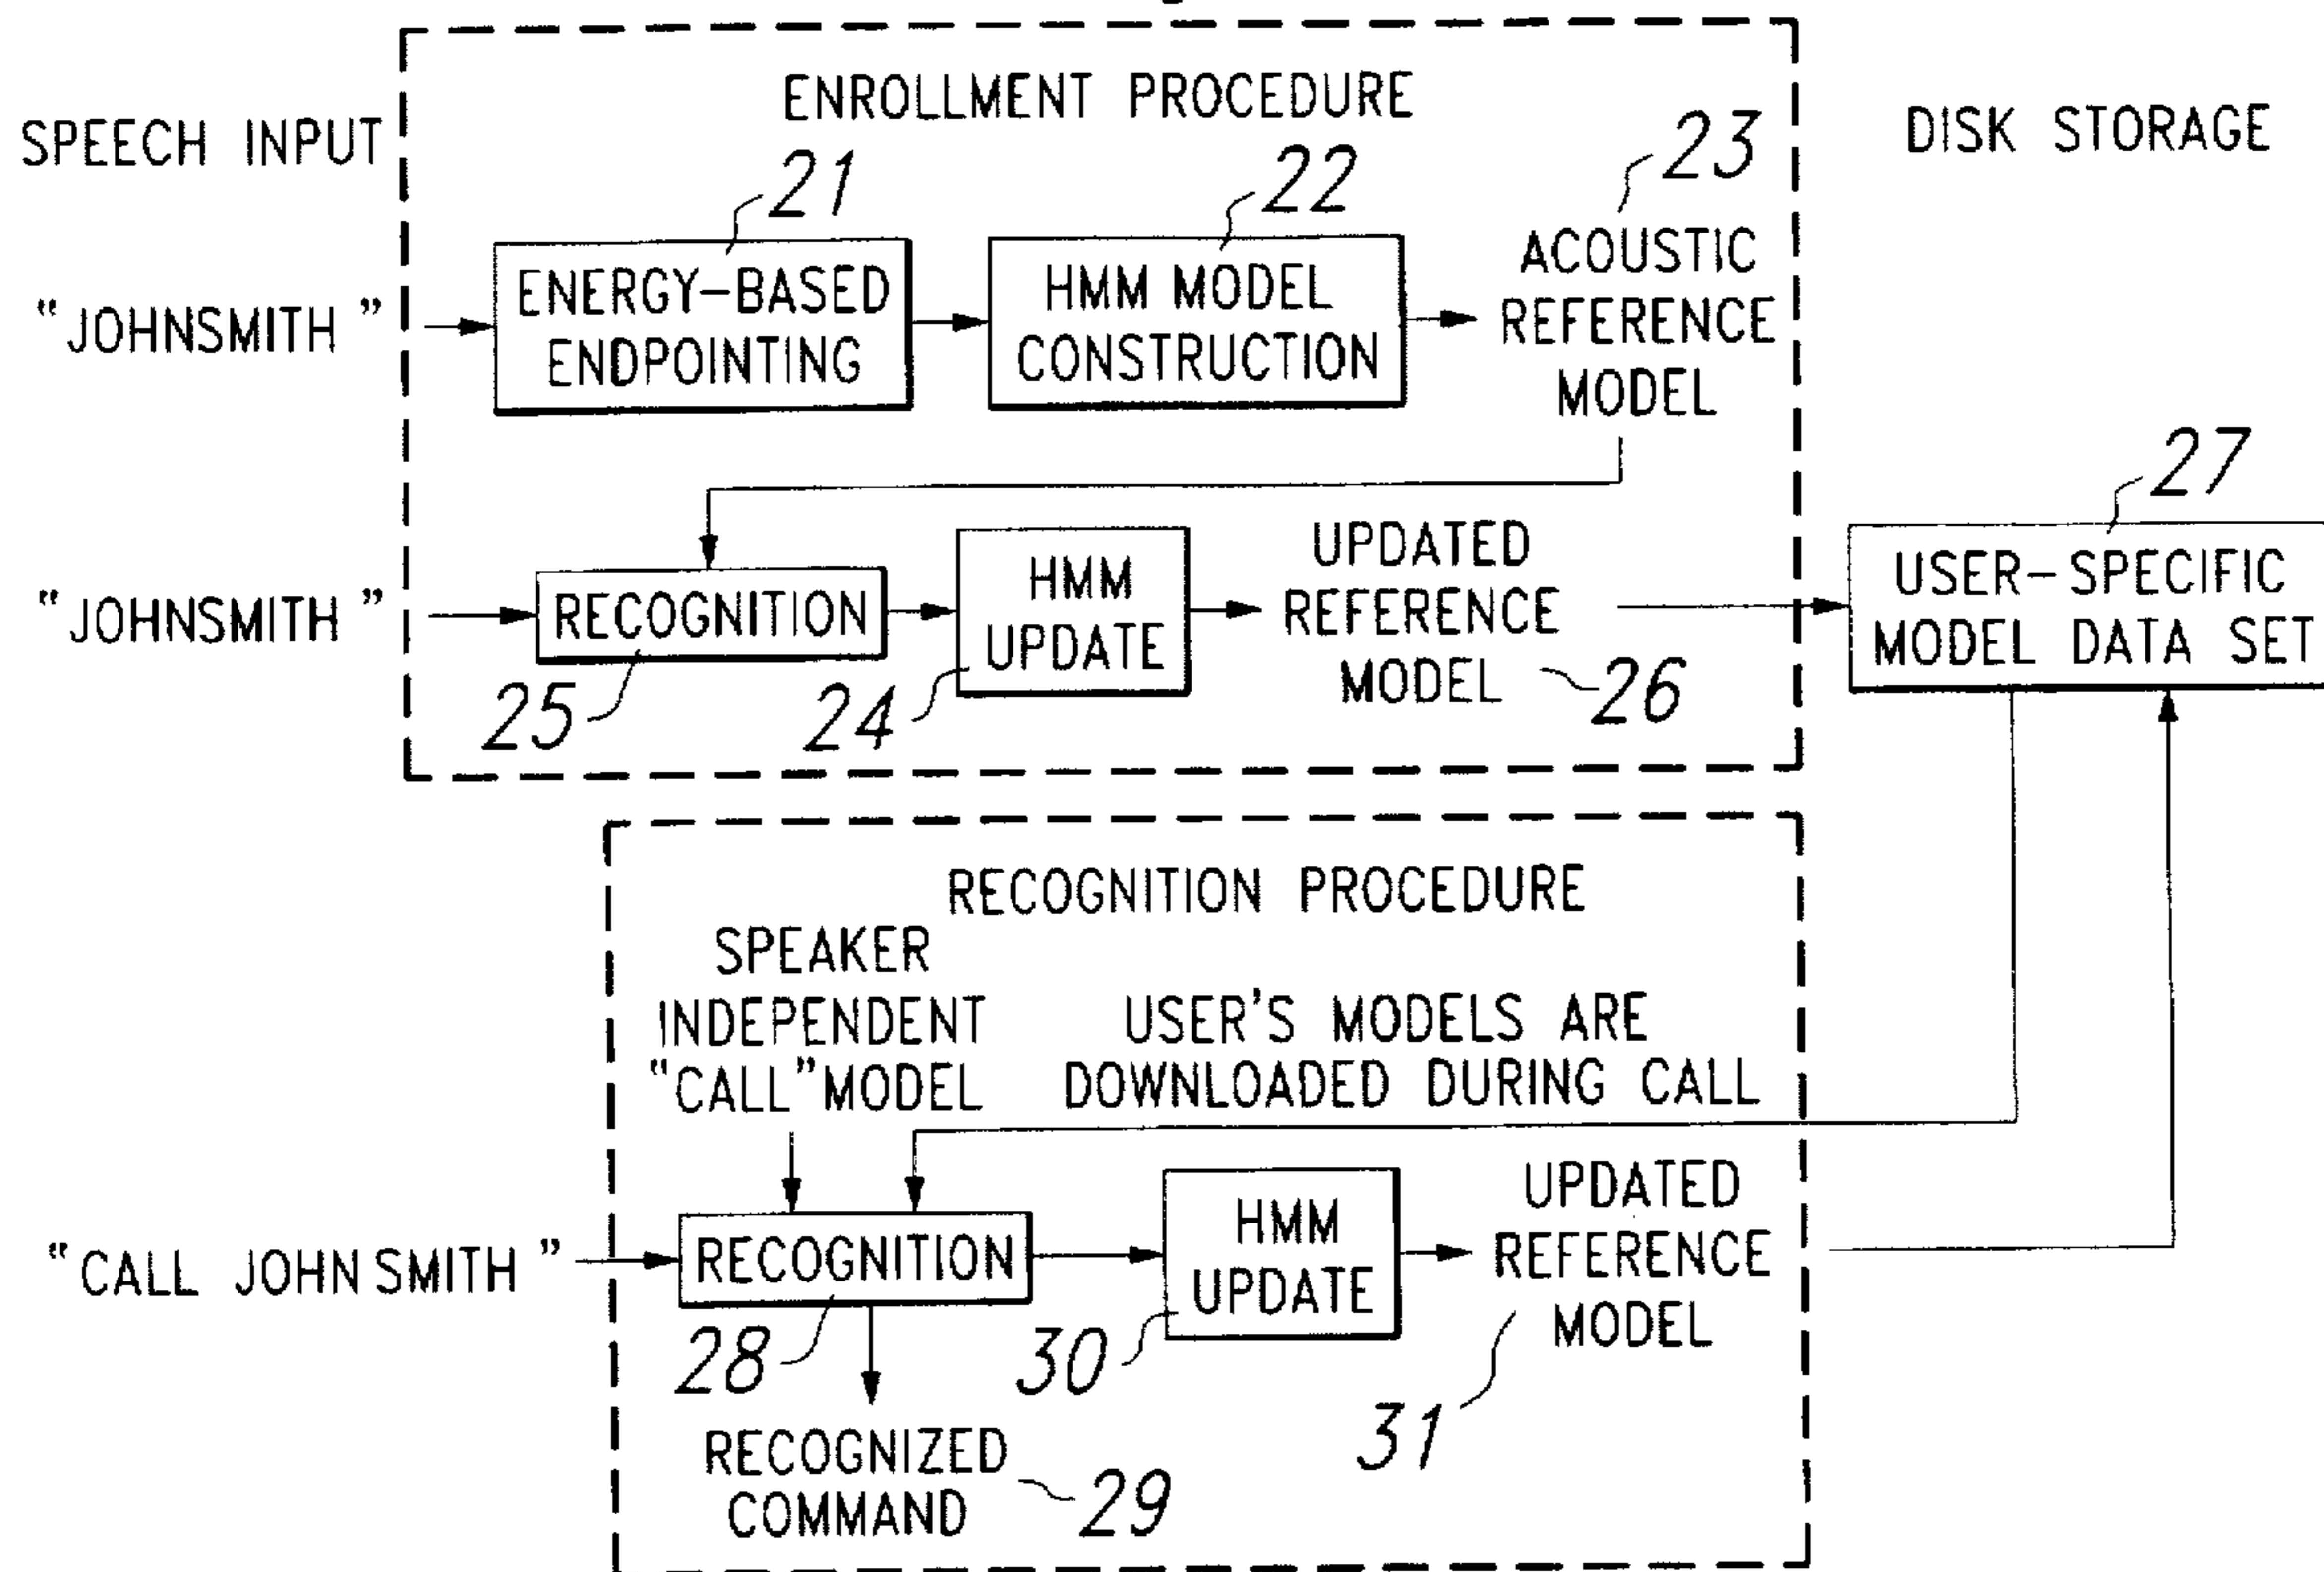 ENROLLMENT PROCEDURE
SPEECH INPUT
DISK STORAGE
21
22
23
"JOHNSMITH"
ENERGY-BASED
ENDPOINTING
HMM MODEL
CONSTRUCTION
ACOUSTIC
REFERENCE
MODEL
27
"JOHNSMITH"
RECOGNITION
HMM
UPDATE
UPDATED
REFERENCE
MODEL
USER-SPECIFIC
MODEL DATA SET
25
24
26
RECOGNITION PROCEDURE
SPEAKER
INDEPENDENT
"CALL" MODEL
USER'S MODELS ARE
DOWNLOADED DURING CALL
"CALL JOHN SMITH"
RECOGNITION
HMM
UPDATE
UPDATED
REFERENCE
MODEL
28
30
31
RECOGNIZED
COMMAND
29